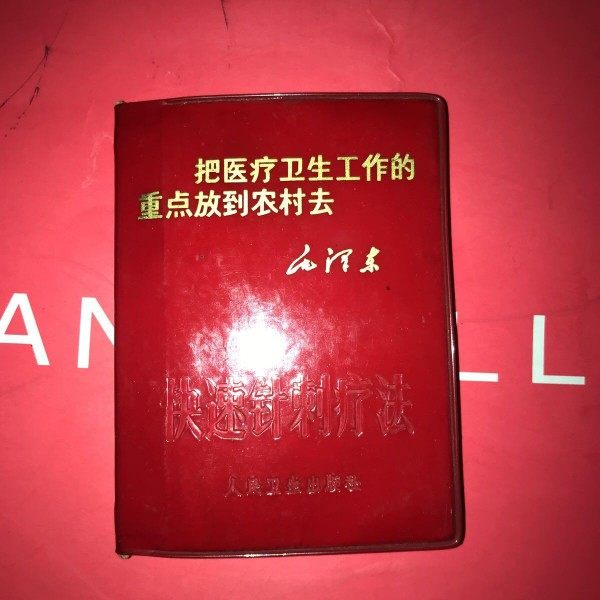 把医疗卫生工作的
重点放到农村去
毛泽东
快速针刺疗法
人民卫生出版社
AN
LL